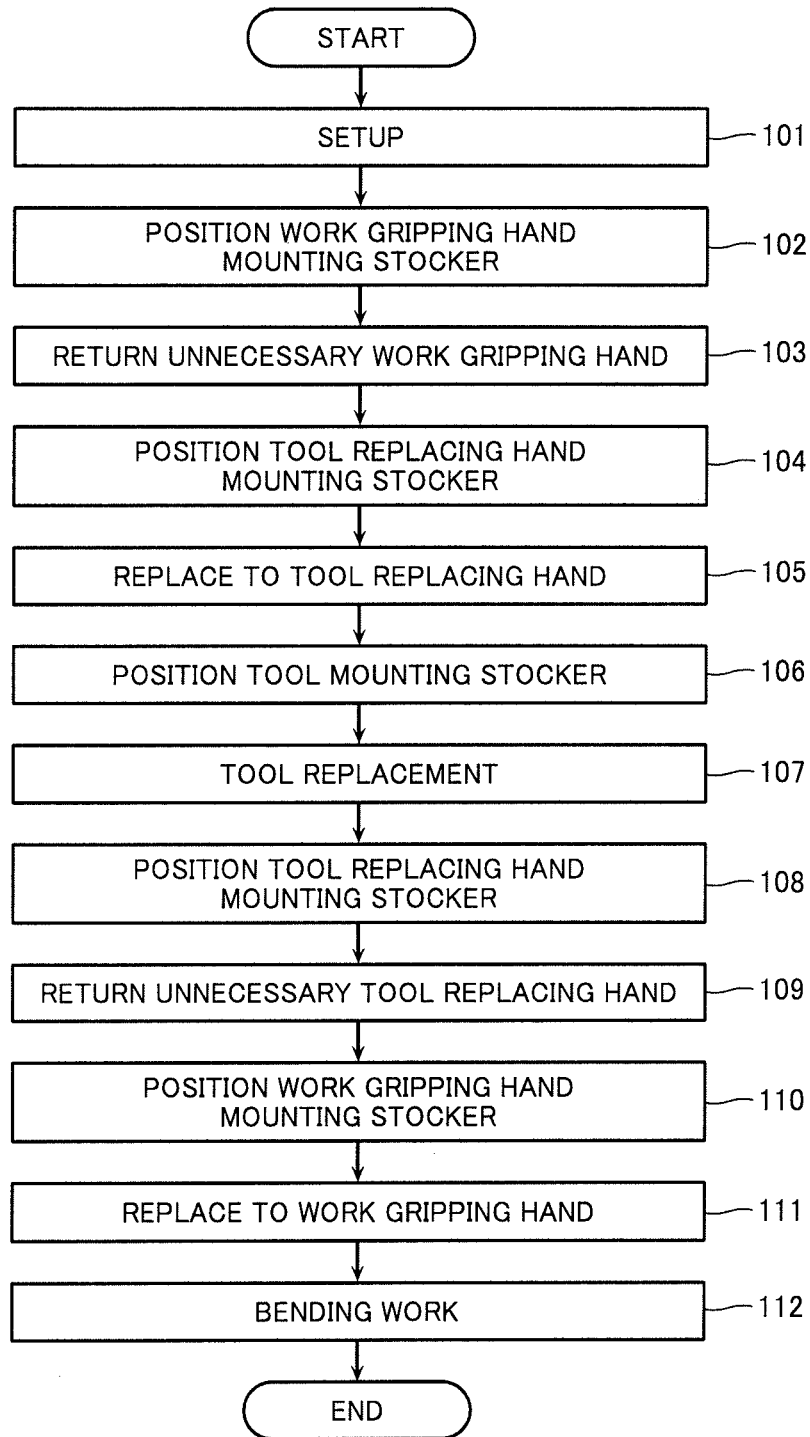 START
SETUP
101
POSITION WORK GRIPPING HAND
MOUNTING STOCKER
102
RETURN UNNECESSARY WORK GRIPPING HAND
103
POSITION TOOL REPLACING HAND
MOUNTING STOCKER
104
REPLACE TO TOOL REPLACING HAND
105
POSITION TOOL MOUNTING STOCKER
106
TOOL REPLACEMENT
107
POSITION TOOL REPLACING HAND
MOUNTING STOCKER
108
RETURN UNNECESSARY TOOL REPLACING HAND
109
POSITION WORK GRIPPING HAND
MOUNTING STOCKER
110
REPLACE TO WORK GRIPPING HAND
111
BENDING WORK
112
END